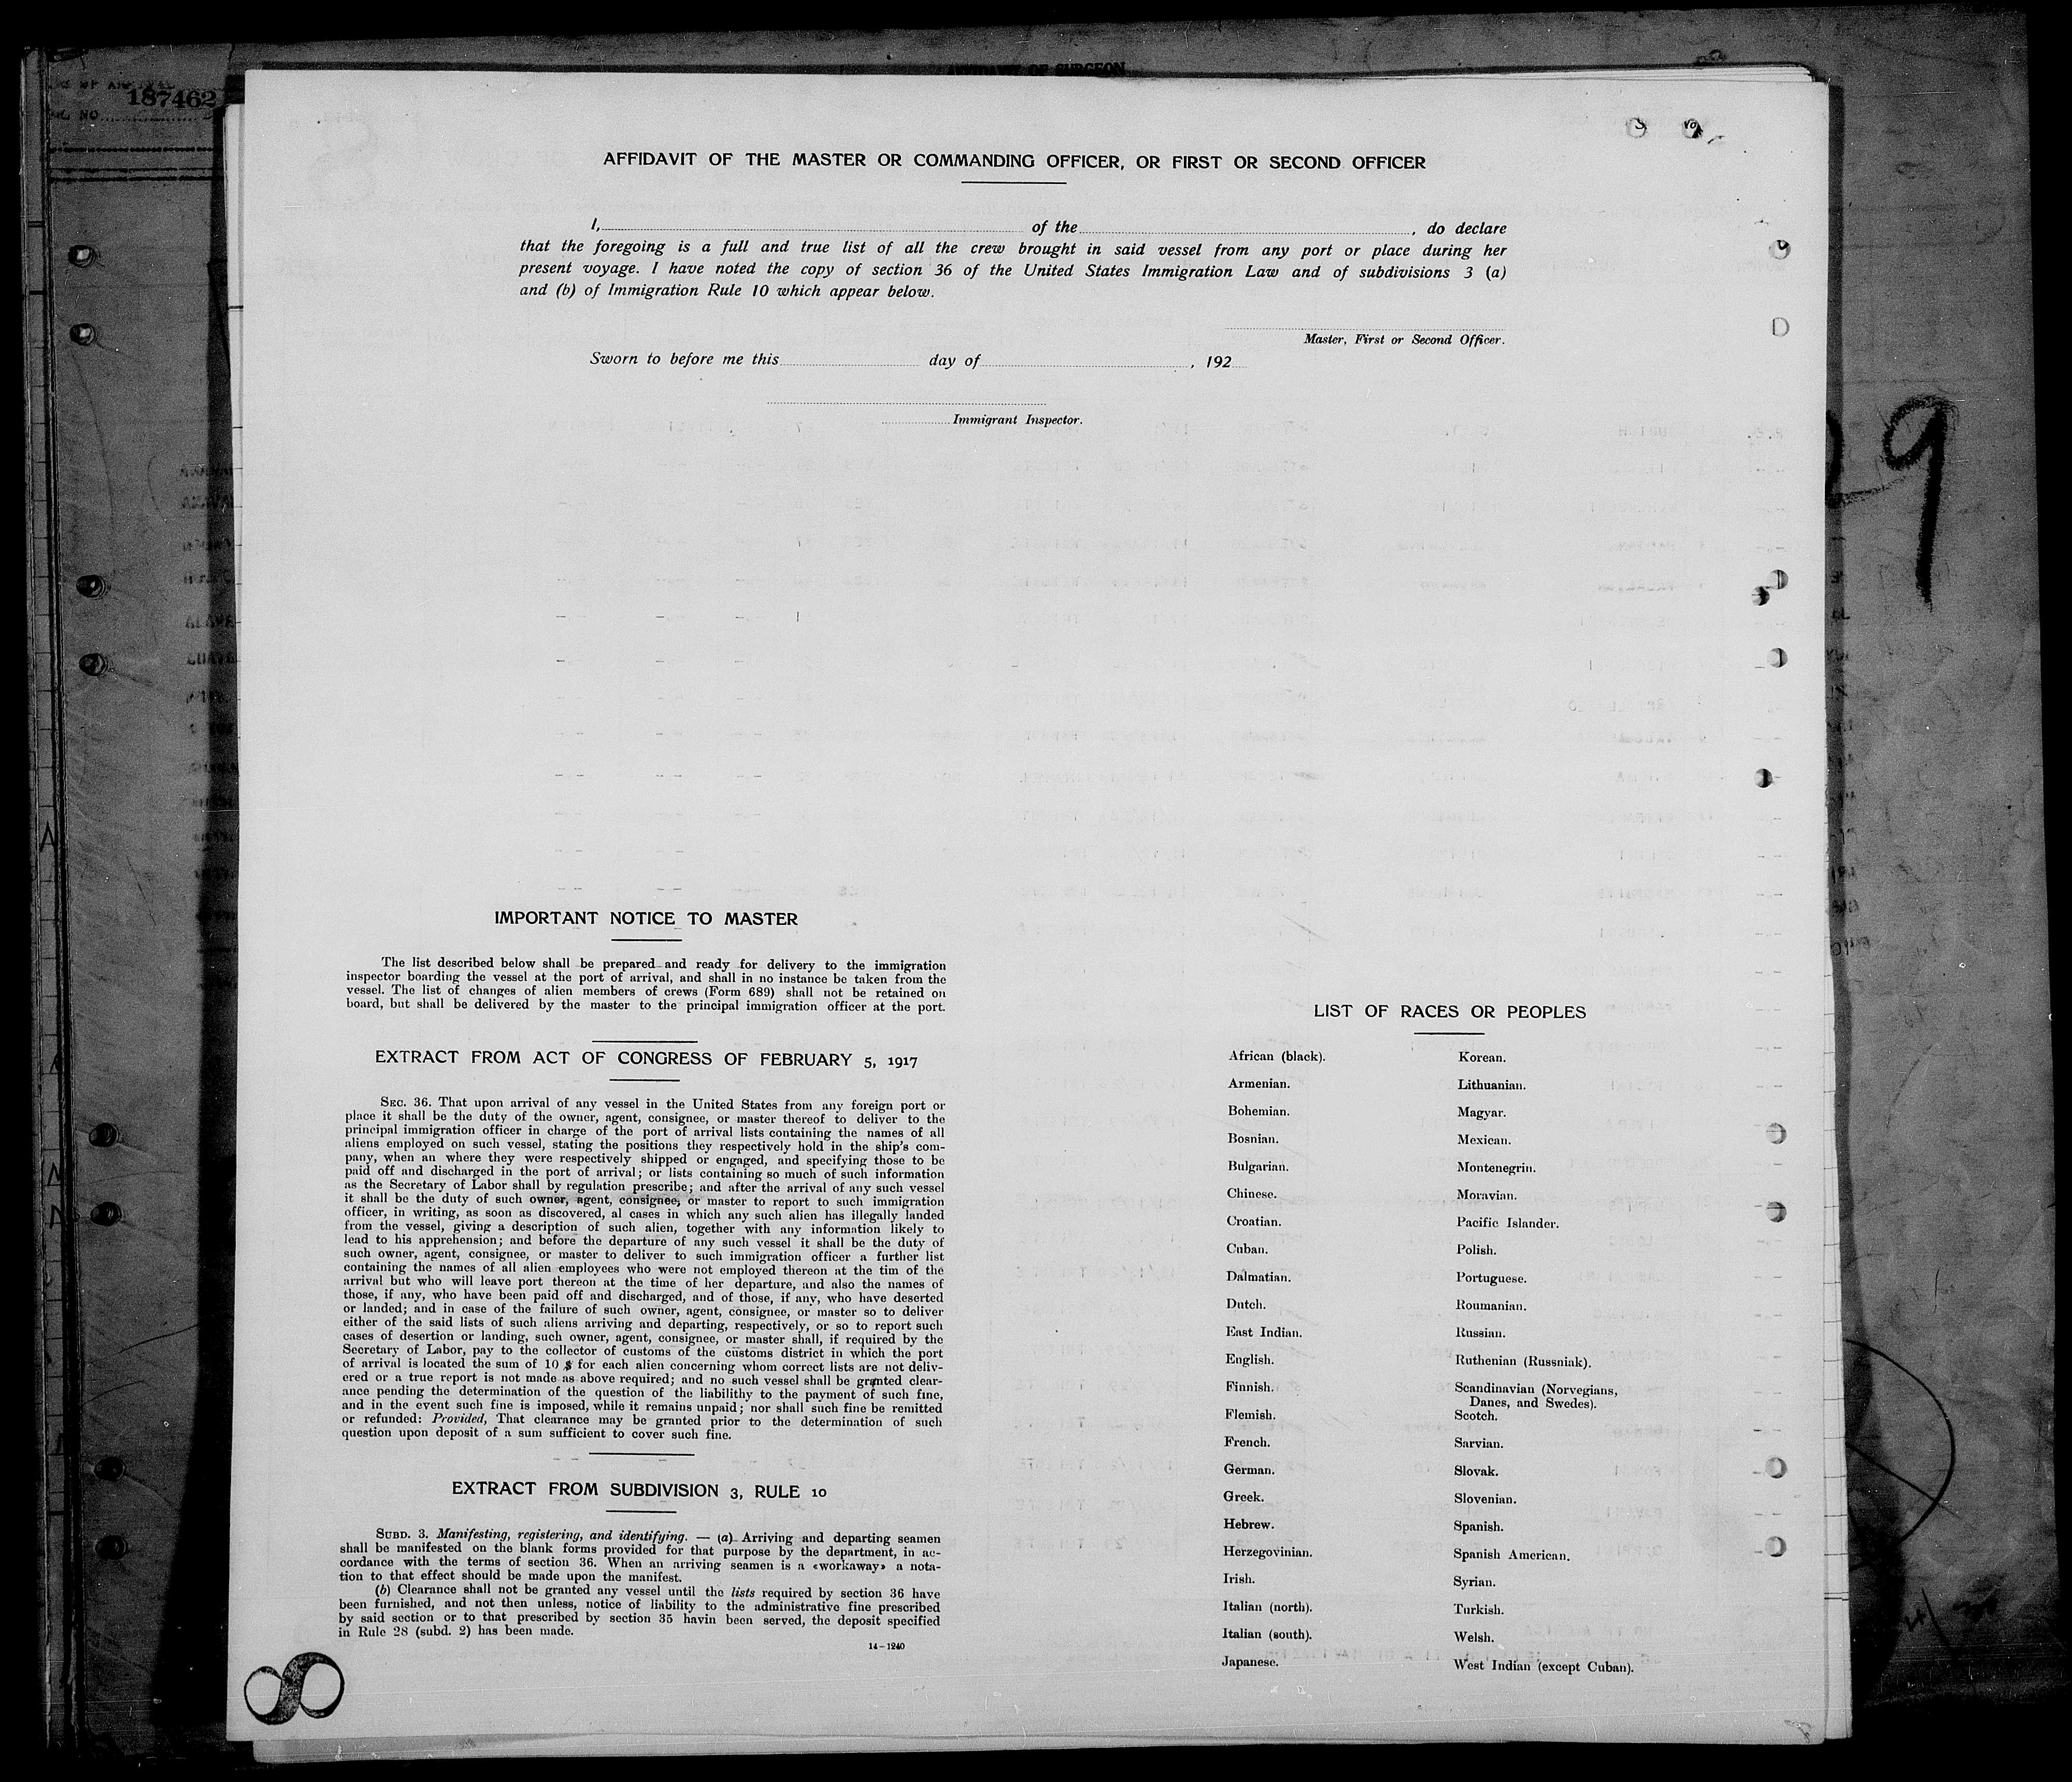 AFFIDAVIT OF SURGEON
187462
NO
AFFIDAVIT OF THE MASTER OR COMMANDING OFFICER, OR FIRST OR SECOND OFFICER
I, of the , do declare
that the foregoing is a full and true list of all the crew brought in said vessel from any port or place during her
present voyage. I have noted the copy of section 36 of the United States Immigration Law and of subdivisions 3 (a)
and (b) of Immigration Rule 10 which appear below.
Master, First or Second Officer.
Sworn to before me this day of , 192
Immigrant Inspector.
9
IMPORTANT NOTICE TO MASTER
The list described below shall be prepared and ready for delivery to the immigration
inspector boarding the vessel at the port of arrival, and shall in no instance be taken from the
vessel. The list of changes of alien members of crews (Form 689) shall not be retained on
board, but shall be delivered by the master to the principal immigration officer at the port.
EXTRACT FROM ACT OF CONGRESS OF FEBRUARY 5, 1917
SEC. 36. That upon arrival of any vessel in the United States from any foreign port or
place it shall be the duty of the owner, agent, consignee, or master thereof to deliver to the
principal immigration officer in charge of the port of arrival lists containing the names of all
aliens employed on such vessel, stating the positions they respectively hold in the ship's com-
pany, when an where they were respectively shipped or engaged, and specifying those to be
paid off and discharged in the port of arrival; or lists containing so much of such information
as the Secretary of Labor shall by regulation prescribe; and after the arrival of any such vessel
it shall be the duty of such owner, agent, consignee, or master to report to such immigration
officer, in writing, as soon as discovered, al cases in which any such alien has illegally landed
from the vessel, giving a description of such alien, together with any information likely to
lead to his apprehension; and before the departure of any such vessel it shall be the duty of
such owner, agent, consignee, or master to deliver to such immigration officer a further list
containing the names of all alien employees who were not employed thereon at the tim of the
arrival but who will leave port thereon at the time of her departure, and also the names of
those, if any, who have been paid off and discharged, and of those, if any, who have deserted
or landed; and in case of the failure of such owner, agent, consignee, or master so to deliver
either of the said lists of such aliens arriving and departing, respectively, or so to report such
cases of desertion or landing, such owner, agent, consignee, or master shall, if required by the
Secretary of Labor, pay to the collector of customs of the customs district in which the port
of arrival is located the sum of 10 $ for each alien concerning whom correct lists are not deliv-
ered or a true report is not made as above required; and no such vessel shall be granted clear-
ance pending the determination of the question of the liabilithy to the payment of such fine,
and in the event such fine is imposed, while it remains unpaid; nor shall such fine be remitted
or refunded: Provided, That clearance may be granted prior to the determination of such
question upon deposit of a sum sufficient to cover such fine.
EXTRACT FROM SUBDIVISION 3, RULE 10
SUBD. 3. Manifesting, registering, and identifying. — (a) Arriving and departing seamen
shall be manifested on the blank forms provided for that purpose by the department, in ac-
cordance with the terms of section 36. When an arriving seamen is a «workaway» a nota-
tion to that effect should be made upon the manifest.
(b) Clearance shall not be granted any vessel until the lists required by section 36 have
been furnished, and not then unless, notice of liability to the administrative fine prescribed
by said section or to that prescribed by section 35 havin been served, the deposit specified
in Rule 28 (subd. 2) has been made.
14-1240
LIST OF RACES OR PEOPLES
African (black).
Armenian.
Bohemian.
Bosnian.
Bulgarian.
Chinese.
Croatian.
Cuban.
Dalmatian.
Dutch.
East Indian.
English.
Finnish.
Flemish.
French.
German.
Greek.
Hebrew.
Herzegovinian.
Irish.
Italian (north).
Italian (south).
Japanese.
Korean.
Lithuanian.
Magyar.
Mexican.
Montenegrin.
Moravian.
Pacific Islander.
Polish.
Portuguese.
Roumanian.
Russian.
Ruthenian (Russniak).
Scandinavian (Norvegians,
Danes, and Swedes).
Scotch.
Sarvian.
Slovak.
Slovenian.
Spanish.
Spanish American.
Syrian.
Turkish.
Welsh.
West Indian (except Cuban).
8